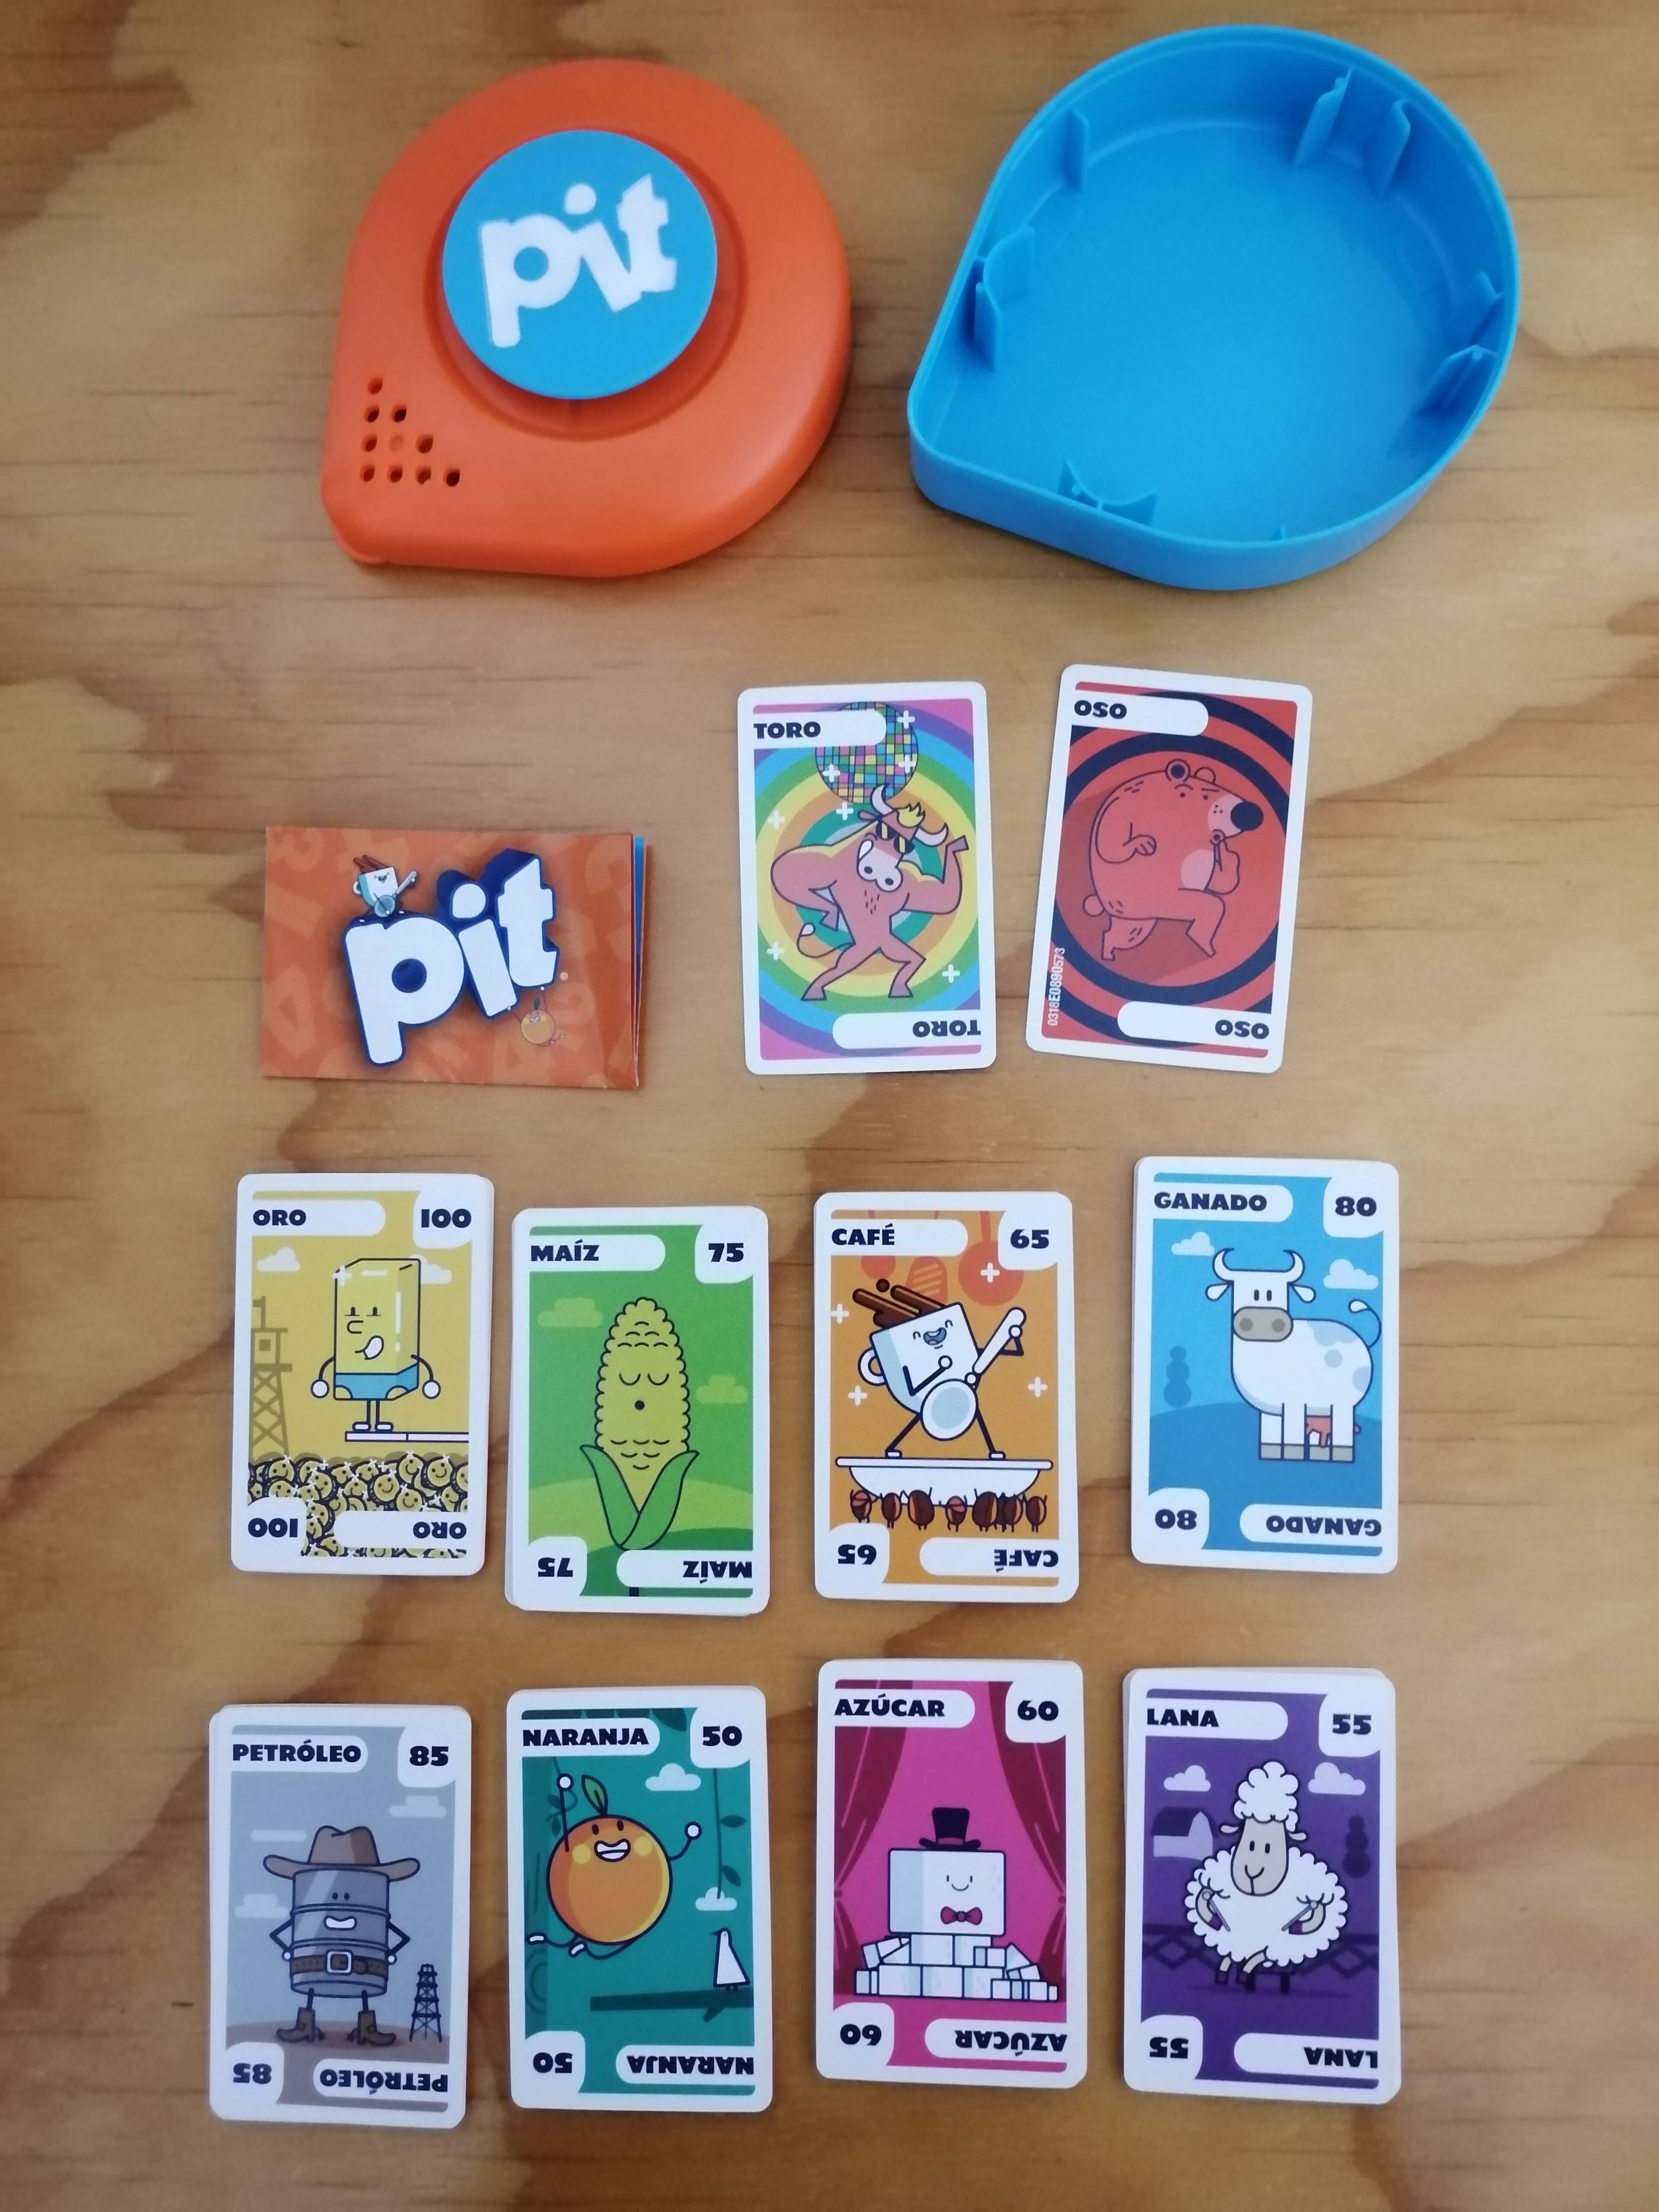 pit
TORO
TORO
OSO
0316E0890573
OSO
pit
ORO 100
100 ORO
MAÍZ 75
75 MAÍZ
CAFÉ 65
65 CAFÉ
GANADO 80
80 GANADO
PETRÓLEO 85
85 PETRÓLEO
NARANJA 50
50 NARANJA
AZÚCAR 60
60 AZÚCAR
LANA 55
55 LANA